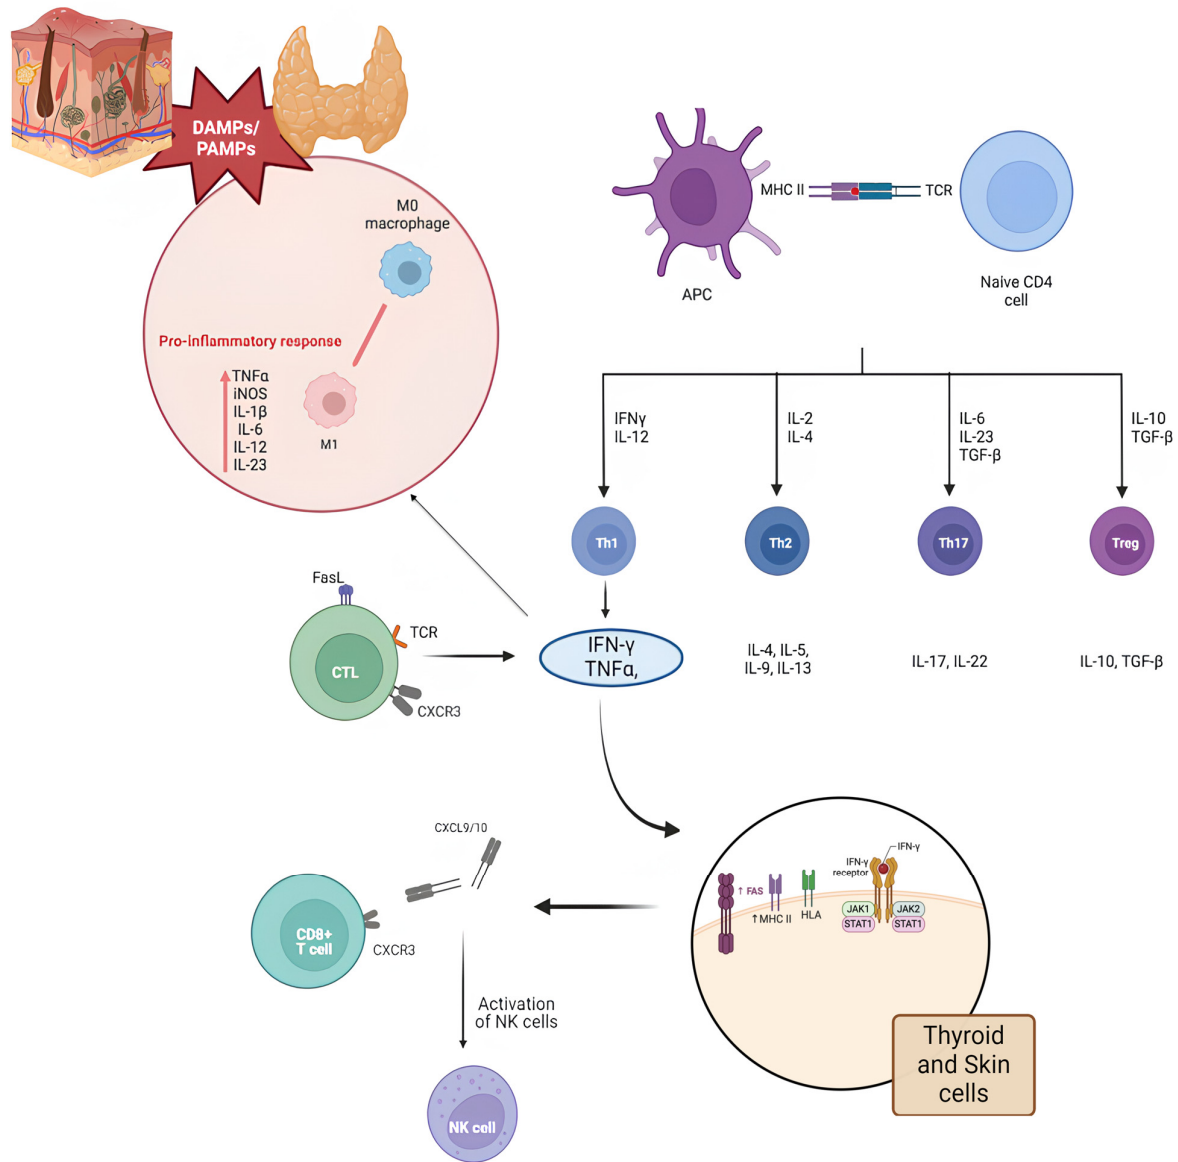 DAMPs/
PAMPs
M0
macrophage
Pro-inflammatory response
TNFα
iNOS
IL-1β
IL-6
IL-12
IL-23
M1
MHC II
TCR
APC
Naive CD4
cell
IFNγ
IL-12
IL-2
IL-4
IL-6
IL-23
TGF-β
IL-10
TGF-β
Th1
Th2
Th17
Treg
FasL
TCR
CTL
CXCR3
IFN-γ
TNFα,
IL-4, IL-5,
IL-9, IL-13
IL-17, IL-22
IL-10, TGF-β
CXCL9/10
CD8+
T cell
CXCR3
Activation
of NK cells
NK cell
↑ FAS
↑MHC II
HLA
IFN-γ
receptor
IFN-γ
JAK1
STAT1
JAK2
STAT1
Thyroid
and Skin
cells